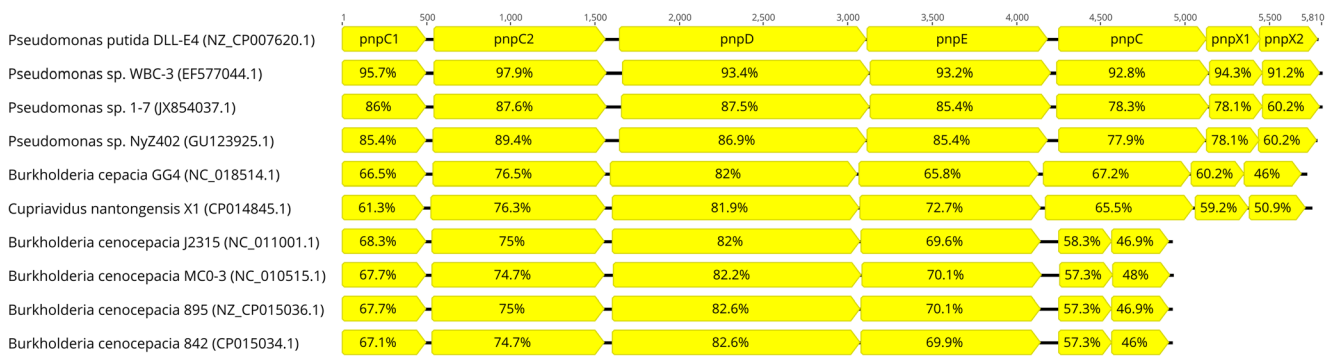 1 500 1,000 1,500 2,000 2,500 3,000 3,500 4,000 4,500 5,000 5,500 5,810
Pseudomonas putida DLL-E4 (NZ_CP007620.1) pnpC1 pnpC2 pnpD pnpE pnpC pnpX1 pnpX2
Pseudomonas sp. WBC-3 (EF577044.1) 95.7% 97.9% 93.4% 93.2% 92.8% 94.3% 91.2%
Pseudomonas sp. 1-7 (JX854037.1) 86% 87.6% 87.5% 85.4% 78.3% 78.1% 60.2%
Pseudomonas sp. NyZ402 (GU123925.1) 85.4% 89.4% 86.9% 85.4% 77.9% 78.1% 60.2%
Burkholderia cepacia GG4 (NC_018514.1) 66.5% 76.5% 82% 65.8% 67.2% 60.2% 46%
Cupriavidus nantongensis X1 (CP014845.1) 61.3% 76.3% 81.9% 72.7% 65.5% 59.2% 50.9%
Burkholderia cenocepacia J2315 (NC_011001.1) 68.3% 75% 82% 69.6% 58.3% 46.9%
Burkholderia cenocepacia MC0-3 (NC_010515.1) 67.7% 74.7% 82.2% 70.1% 57.3% 48%
Burkholderia cenocepacia 895 (NZ_CP015036.1) 67.7% 75% 82.6% 70.1% 57.3% 46.9%
Burkholderia cenocepacia 842 (CP015034.1) 67.1% 74.7% 82.6% 69.9% 57.3% 46%